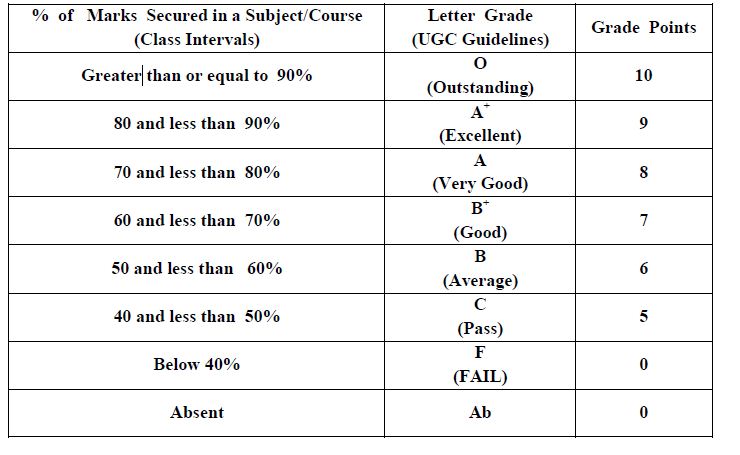 % of Marks Secured in a Subject/Course
(Class Intervals)
Letter Grade
(UGC Guidelines)
Grade Points
Greater than or equal to 90%
O
(Outstanding)
10
80 and less than 90%
A+
(Excellent)
9
70 and less than 80%
A
(Very Good)
8
60 and less than 70%
B+
(Good)
7
50 and less than 60%
B
(Average)
6
40 and less than 50%
C
(Pass)
5
Below 40%
F
(FAIL)
0
Absent
Ab
0